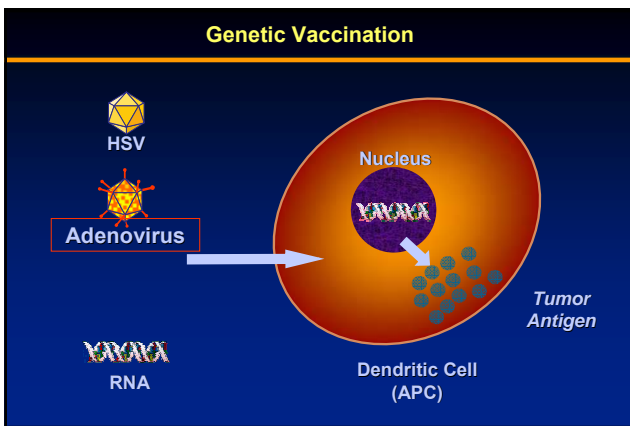 Genetic Vaccination
HSV
Adenovirus
RNA
Nucleus
Tumor
Antigen
Dendritic Cell
(APC)